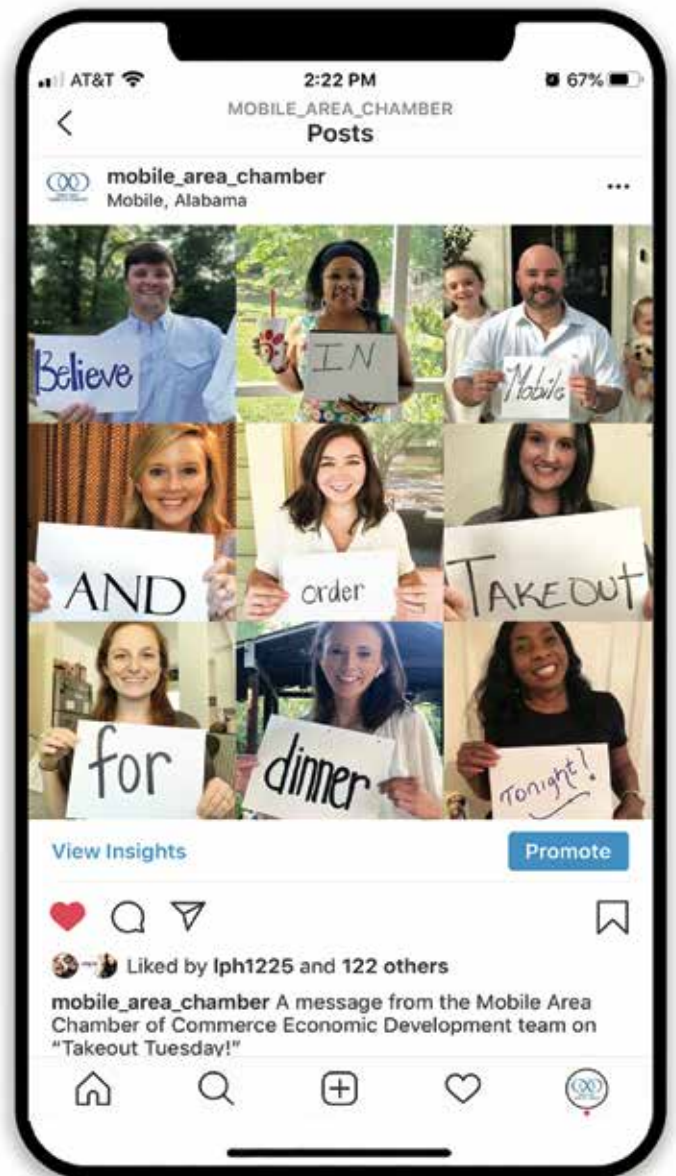 AT&T 2:22 PM 67%
MOBILE_AREA_CHAMBER
Posts
mobile_area_chamber
Mobile, Alabama
Believe
IN
Mobile
AND
order
TAKEOUT
for
dinner
Tonight!
View Insights
Promote
Liked by lph1225 and 122 others
mobile_area_chamber A message from the Mobile Area
Chamber of Commerce Economic Development team on
"Takeout Tuesday!"